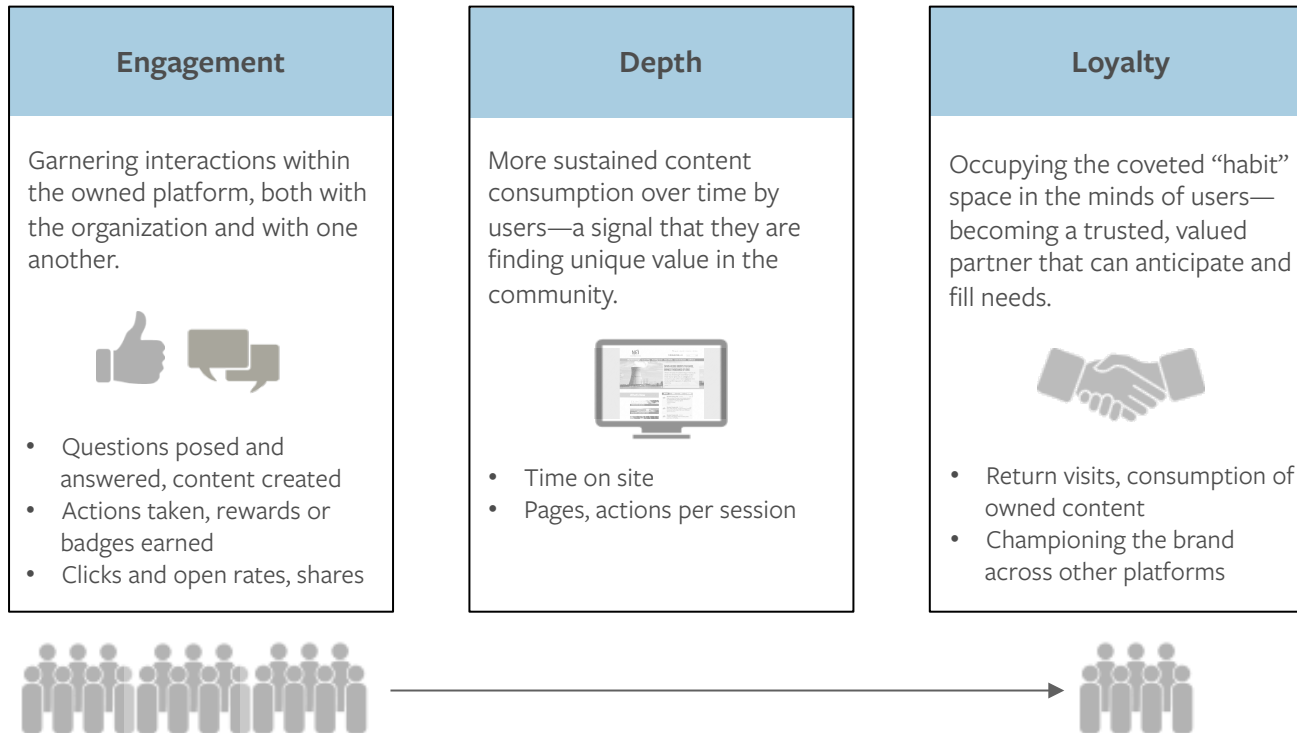 Engagement
Garnering interactions within
the owned platform, both with
the organization and with one
another.
• Questions posed and
answered, content created
• Actions taken, rewards or
badges earned
• Clicks and open rates, shares
Depth
More sustained content
consumption over time by
users—a signal that they are
finding unique value in the
community.
• Time on site
• Pages, actions per session
Loyalty
Occupying the coveted “habit”
space in the minds of users—
becoming a trusted, valued
partner that can anticipate and
fill needs.
• Return visits, consumption of
owned content
• Championing the brand
across other platforms